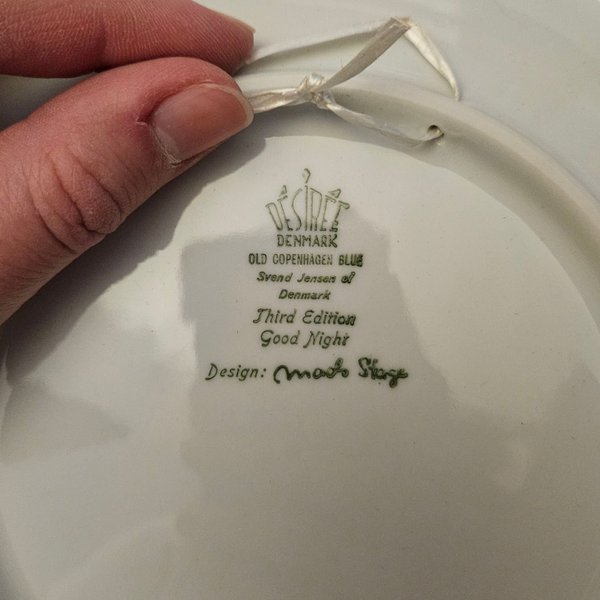 DÉSIRÉE
DENMARK
OLD COPENHAGEN BLUE
Svend Jensen of
Denmark
Third Edition
Good Night
Design: Mads Stage